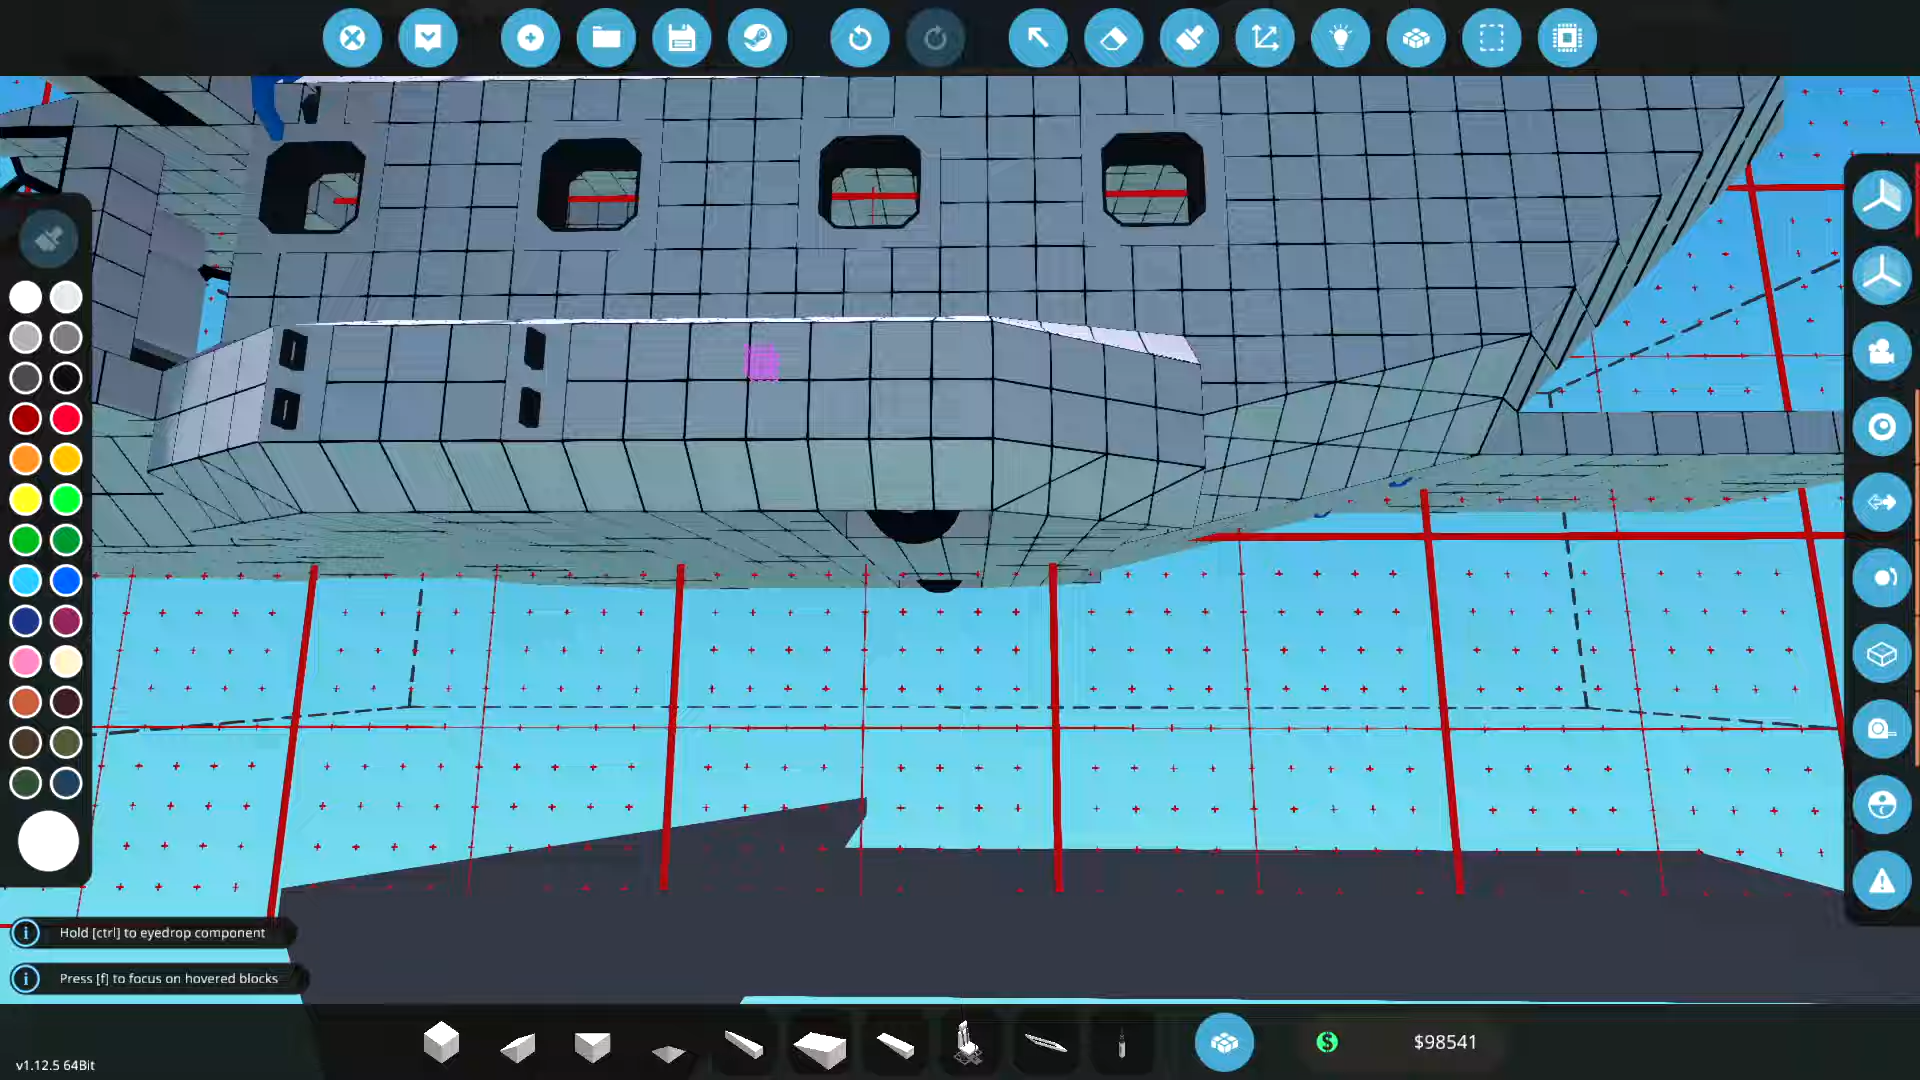 Hold [ctrl] to eyedrop component
Press [f] to focus on hovered blocks
$98541
v1.12.5 64Bit